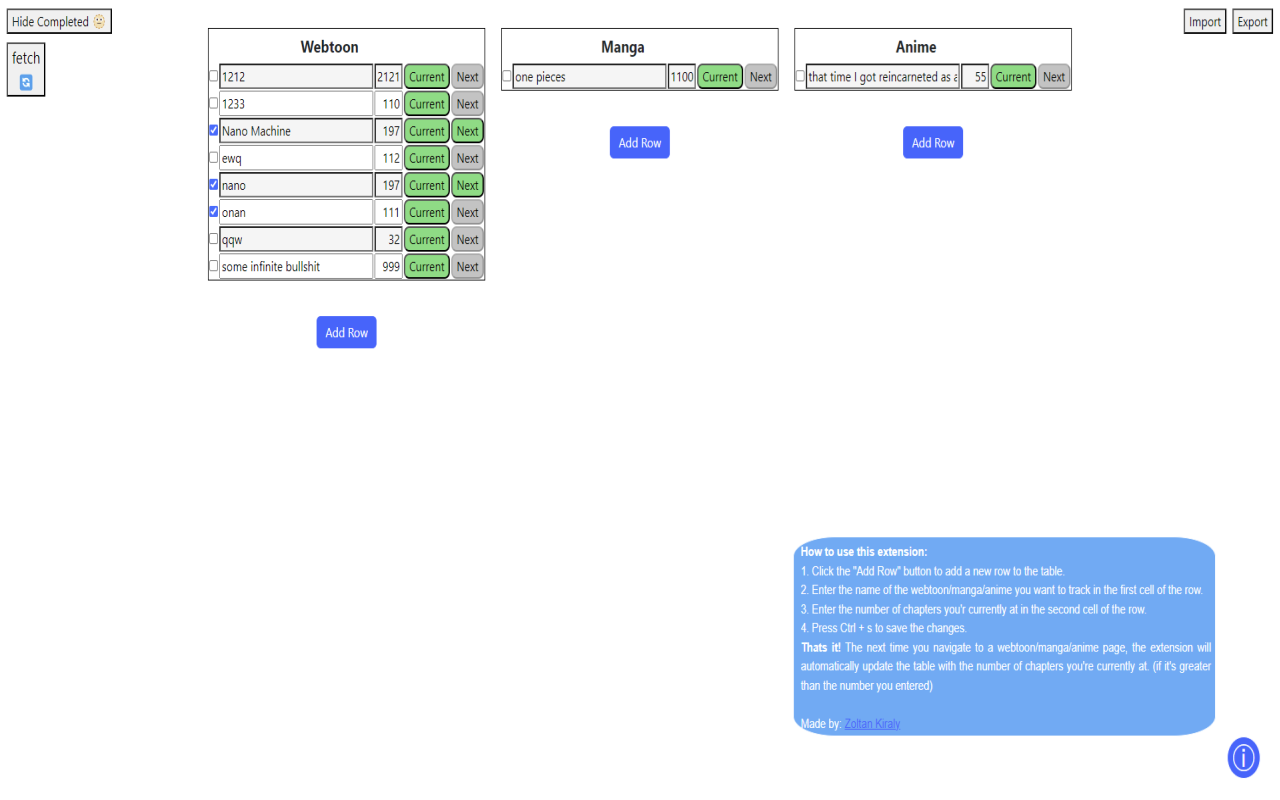 Hide Completed 🌝
Import Export
fetch
🔄
Webtoon
1212 2121 Current Next
1233 110 Current Next
Nano Machine 197 Current Next
ewq 112 Current Next
nano 197 Current Next
onan 111 Current Next
qqw 32 Current Next
some infinite bullshit 999 Current Next
Add Row
Manga
one pieces 1100 Current Next
Add Row
Anime
that time I got reincarneted as a 55 Current Next
Add Row
How to use this extension:
1. Click the "Add Row" button to add a new row to the table.
2. Enter the name of the webtoon/manga/anime you want to track in the first cell of the row.
3. Enter the number of chapters you'r currently at in the second cell of the row.
4. Press Ctrl + s to save the changes.
Thats it! The next time you navigate to a webtoon/manga/anime page, the extension will
automatically update the table with the number of chapters you're currently at. (if it's greater
than the number you entered)
Made by: Zoltan Kiraly